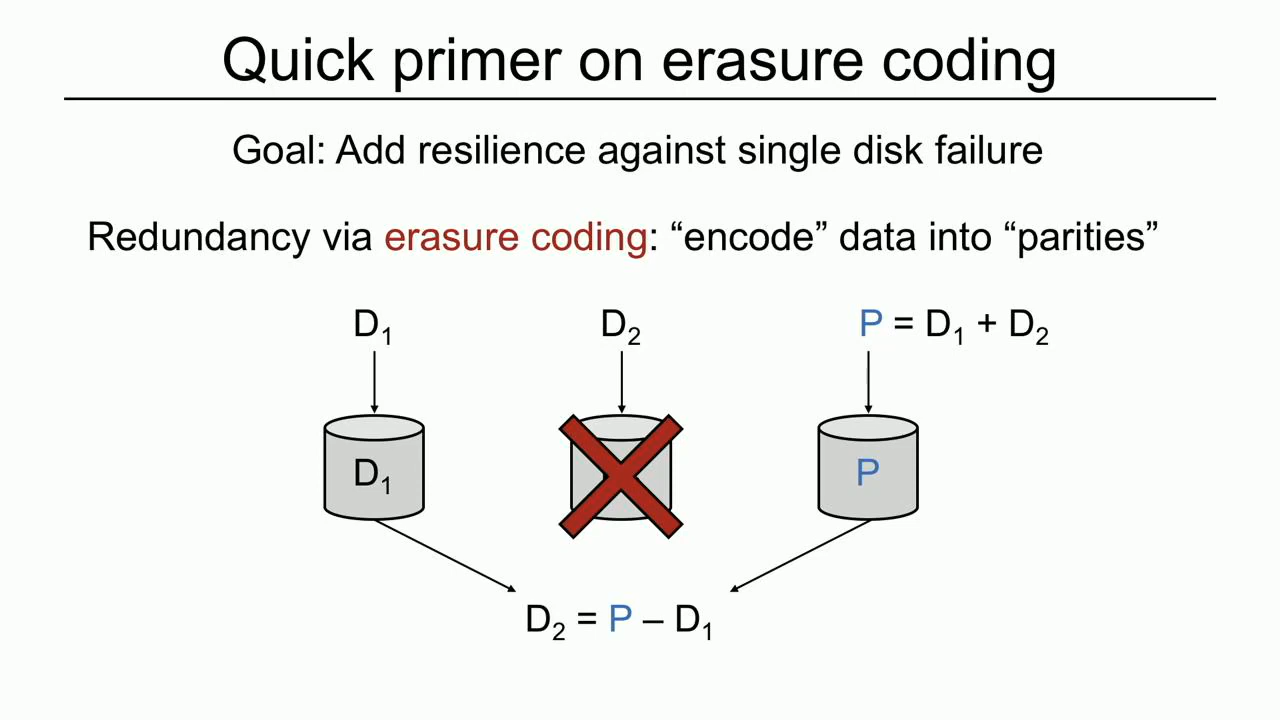 Quick primer on erasure coding
Goal: Add resilience against single disk failure
Redundancy via erasure coding: “encode” data into “parities”
D₁ D₂ P = D₁ + D₂
D₁ P
D₂ = P – D₁